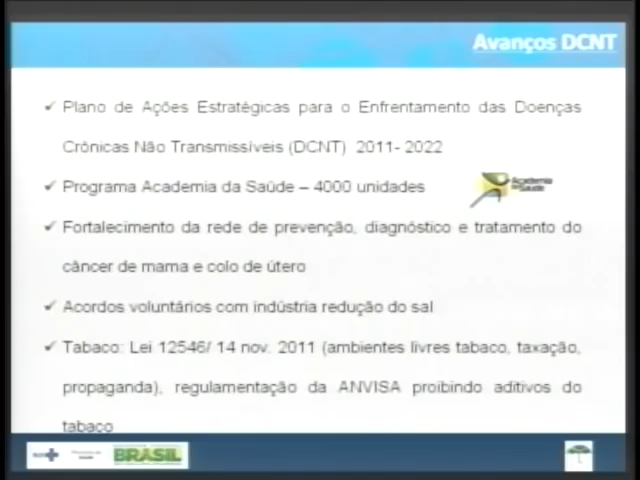 Avanços DCNT
✓ Plano de Ações Estratégicas para o Enfrentamento das Doenças
Crônicas Não Transmissíveis (DCNT) 2011- 2022
✓ Programa Academia da Saúde – 4000 unidades
Academia
da Saúde
✓ Fortalecimento da rede de prevenção, diagnóstico e tratamento do
câncer de mama e colo de útero
✓ Acordos voluntários com indústria redução do sal
✓ Tabaco: Lei 12546/ 14 nov. 2011 (ambientes livres tabaco, taxação,
propaganda), regulamentação da ANVISA proibindo aditivos do
tabaco
BRASIL